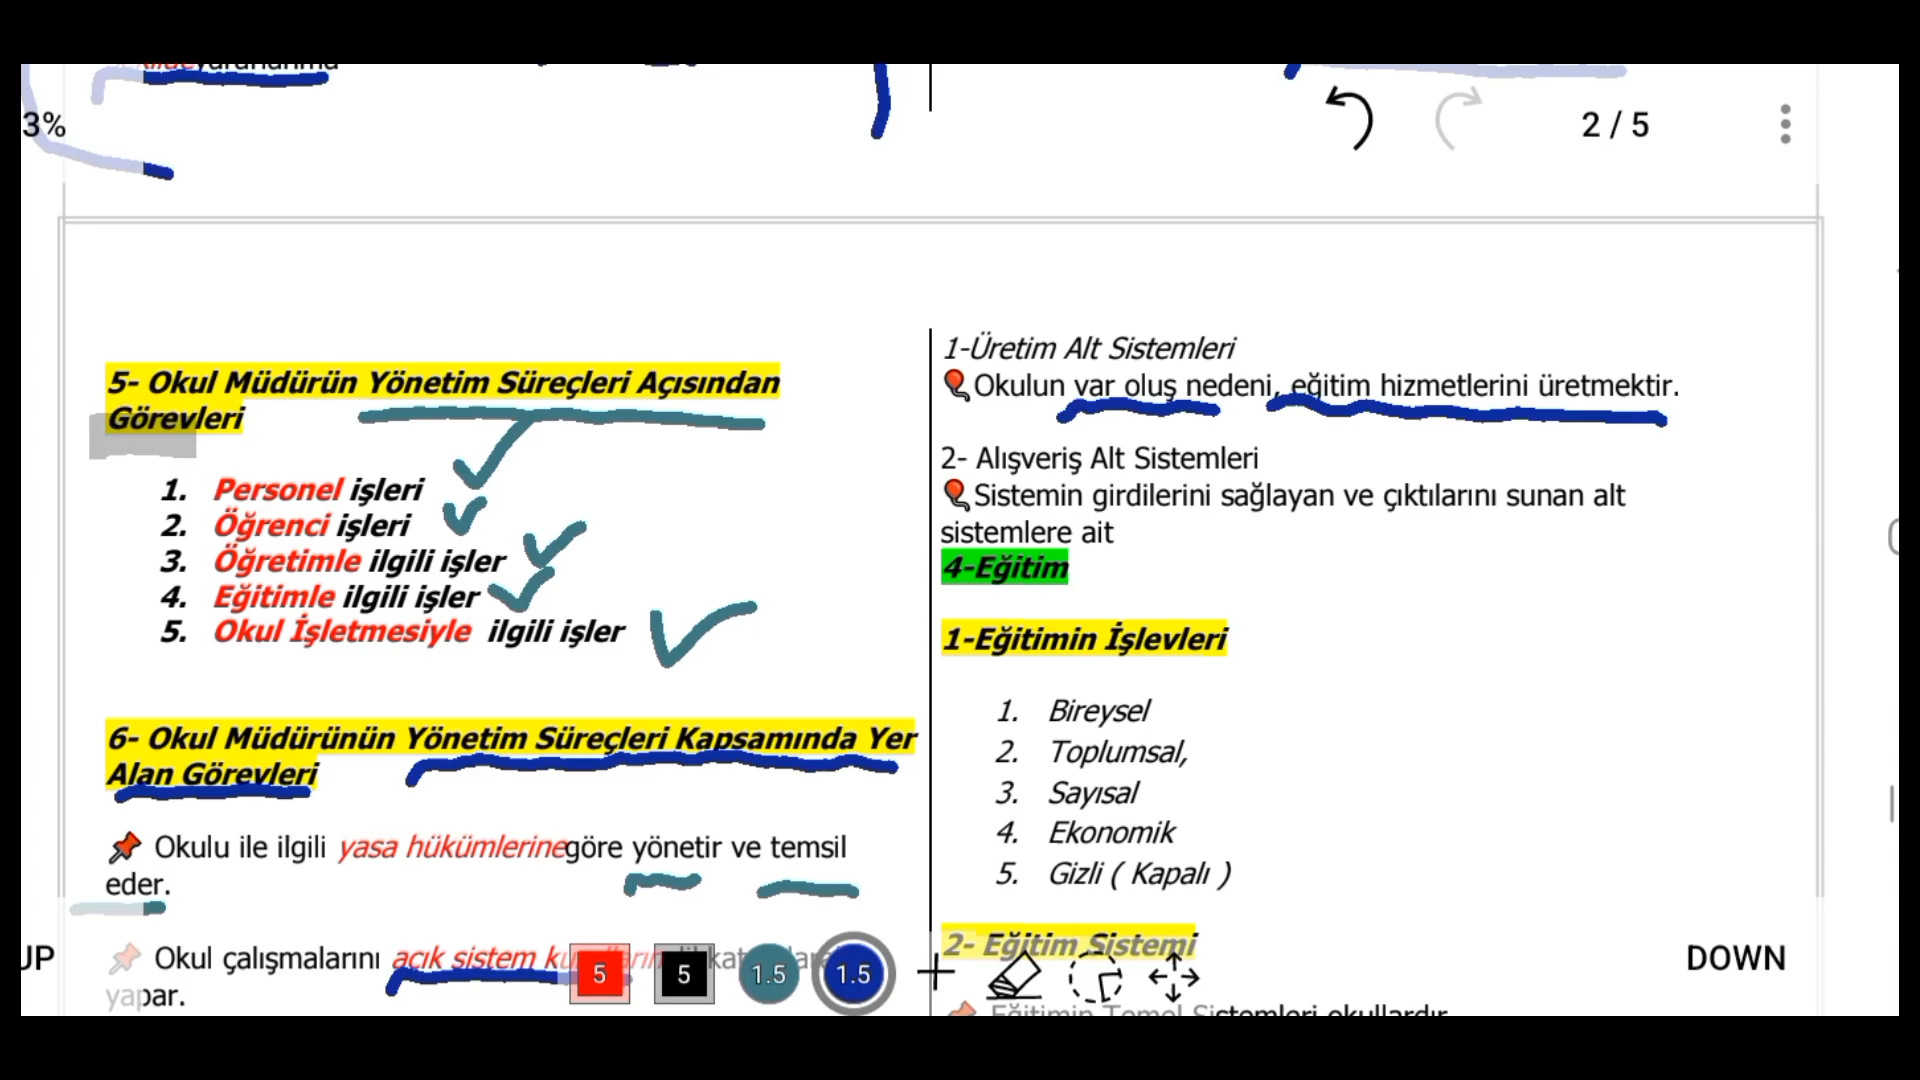 3%
2 / 5
5- Okul Müdürün Yönetim Süreçleri Açısından
Görevleri
1. Personel işleri
2. Öğrenci işleri
3. Öğretimle ilgili işler
4. Eğitimle ilgili işler
5. Okul İşletmesiyle ilgili işler
6- Okul Müdürünün Yönetim Süreçleri Kapsamında Yer
Alan Görevleri
Okulu ile ilgili yasa hükümlerinegöre yönetir ve temsil
eder.
Okul çalışmalarını açık sistem
yapar.
1-Üretim Alt Sistemleri
Okulun var oluş nedeni, eğitim hizmetlerini üretmektir.
2- Alışveriş Alt Sistemleri
Sistemin girdilerini sağlayan ve çıktılarını sunan alt
sistemlere ait
4-Eğitim
1-Eğitimin İşlevleri
1. Bireysel
2. Toplumsal,
3. Sayısal
4. Ekonomik
5. Gizli ( Kapalı )
2- Eğitim Sistemi
Eğitimin Temel Sistemleri okullardır
UP
5
5
1.5
1.5
DOWN